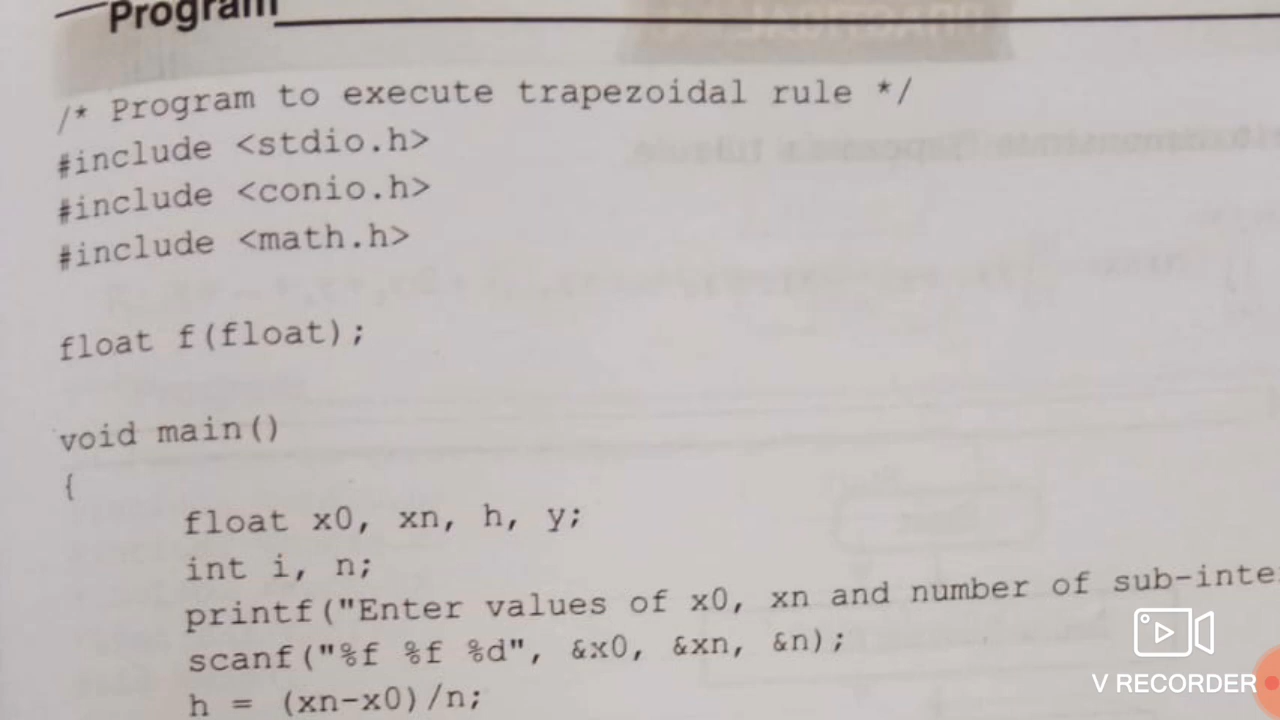 Program
/* Program to execute trapezoidal rule */
#include <stdio.h>
#include <conio.h>
#include <math.h>
float f(float);
void main()
{
float x0, xn, h, y;
int i, n;
printf("Enter values of x0, xn and number of sub-inte
scanf("%f %f %d", &x0, &xn, &n);
h = (xn-x0)/n;
V RECORDER